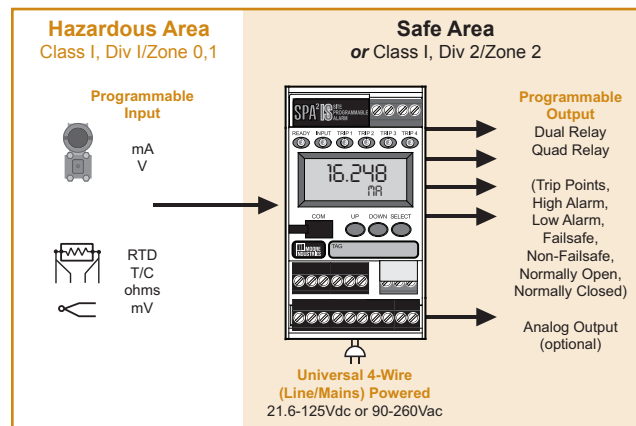 Hazardous Area
Class I, Div I/Zone 0,1
Safe Area
or Class I, Div 2/Zone 2
Programmable
Input
mA
V
RTD
T/C
ohms
mV
SPA2 IS SITE
PROGRAMMABLE
ALARM
READY INPUT TRIP 1 TRIP 2 TRIP 3 TRIP 4
16.248
MA
COM UP DOWN SELECT
MOORE
INDUSTRIES
TAG
Programmable
Output
Dual Relay
Quad Relay
(Trip Points,
High Alarm,
Low Alarm,
Failsafe,
Non-Failsafe,
Normally Open,
Normally Closed)
Analog Output
(optional)
Universal 4-Wire
(Line/Mains) Powered
21.6-125Vdc or 90-260Vac